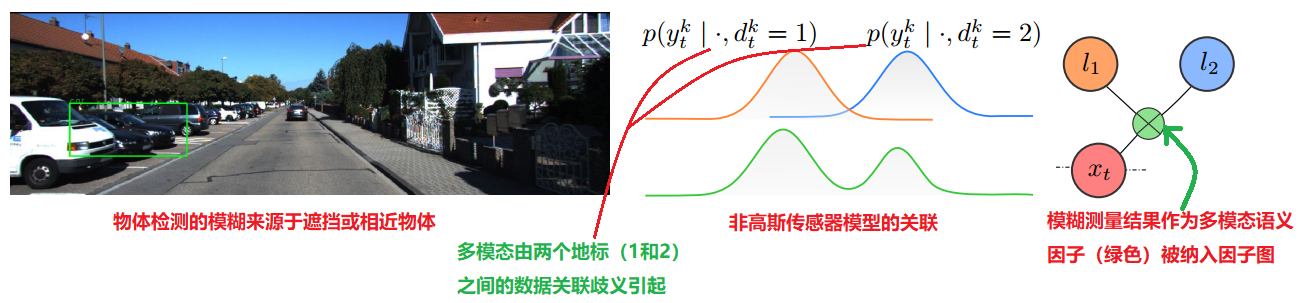 car
p(y_t^k | ·, d_t^k = 1)
p(y_t^k | ·, d_t^k = 2)
l_1
l_2
x_t
物体检测的模糊来源于遮挡或相近物体
多模态由两个地标（1和2）
之间的数据关联歧义引起
非高斯传感器模型的关联
模糊测量结果作为多模态语义
因子（绿色）被纳入因子图